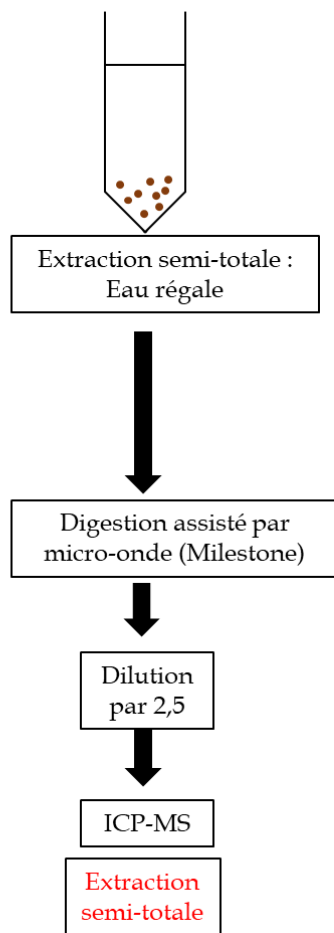 Extraction semi-totale :
Eau régale
Digestion assisté par
micro-onde (Milestone)
Dilution
par 2,5
ICP-MS
Extraction
semi-totale